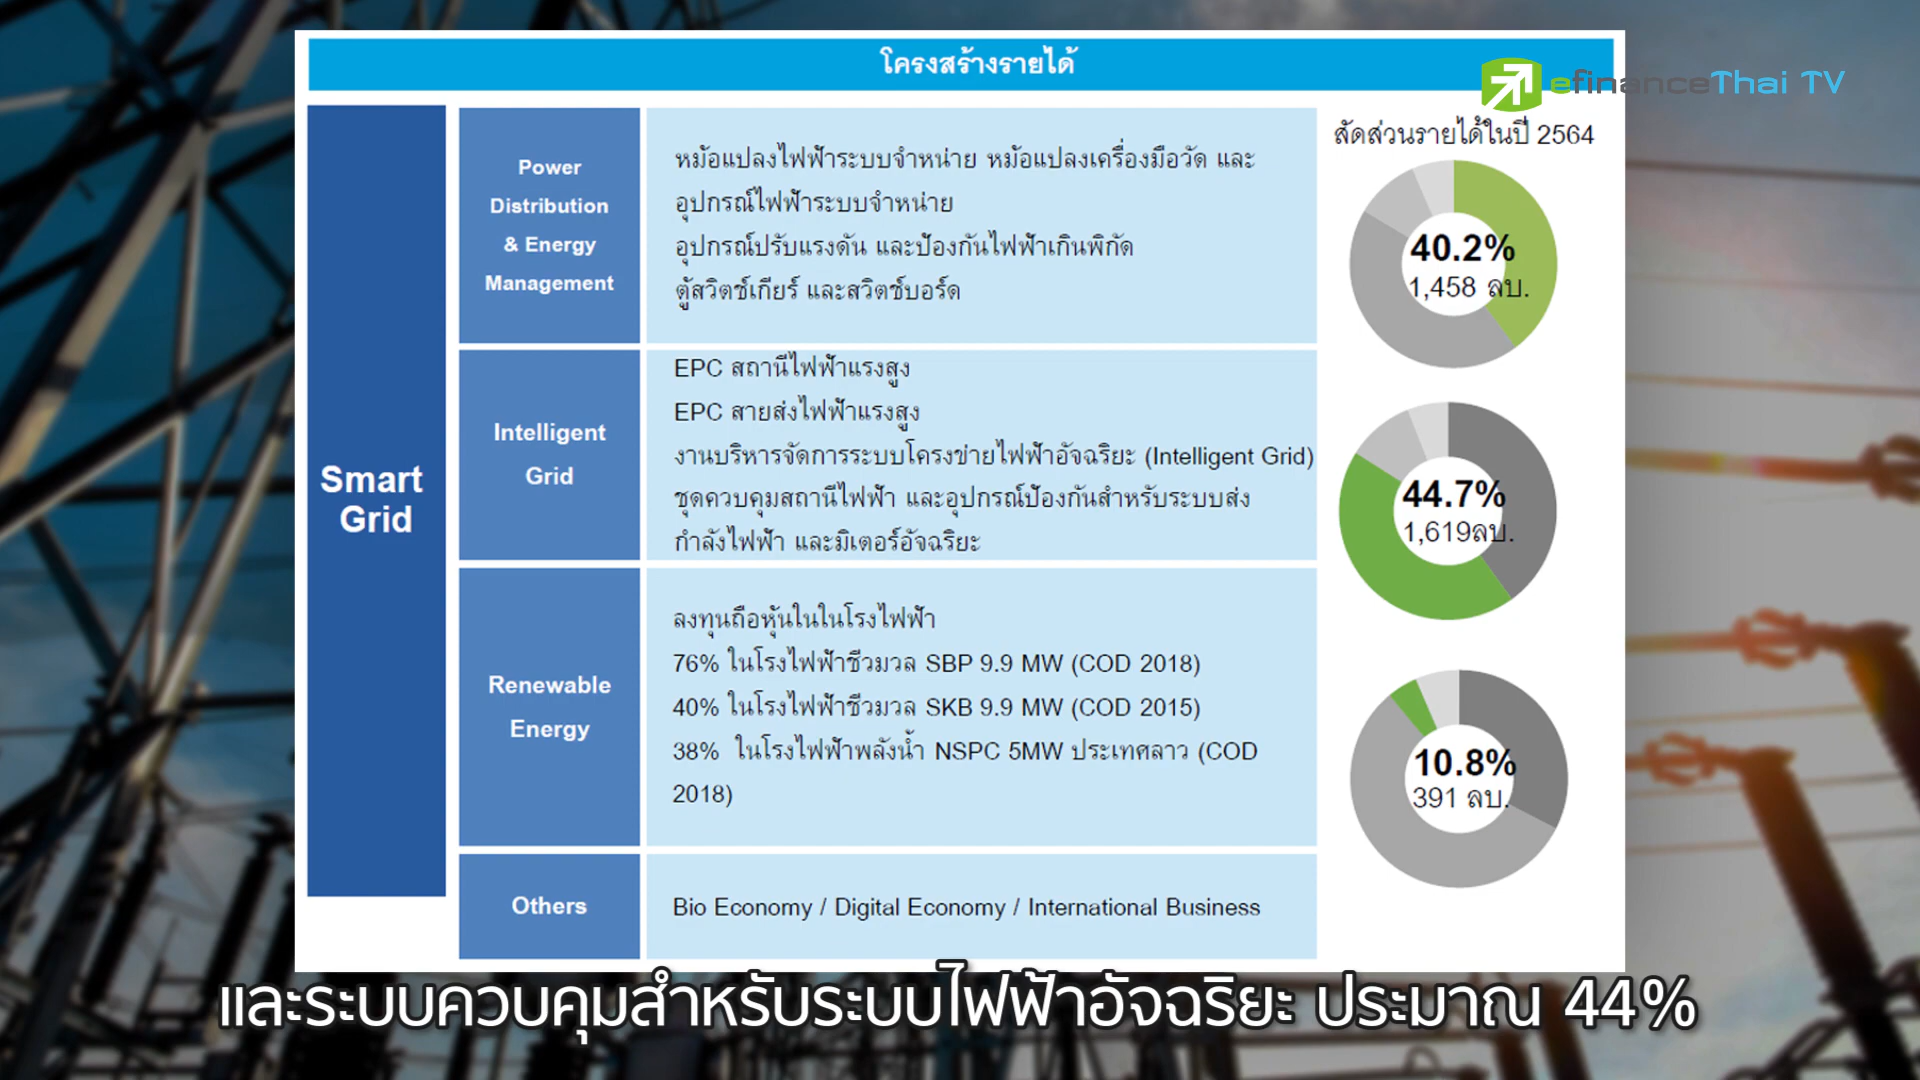 โครงสร้างรายได้
efinanceThai TV
Smart
Grid
Power
Distribution
& Energy
Management
หม้อแปลงไฟฟ้าระบบจำหน่าย หม้อแปลงเครื่องมือวัด และ
อุปกรณ์ไฟฟ้าระบบจำหน่าย
อุปกรณ์ปรับแรงดัน และป้องกันไฟฟ้าเกินพิกัด
ตู้สวิตช์เกียร์ และสวิตช์บอร์ด
สัดส่วนรายได้ในปี 2564
40.2%
1,458 ลบ.
Intelligent
Grid
EPC สถานีไฟฟ้าแรงสูง
EPC สายส่งไฟฟ้าแรงสูง
งานบริหารจัดการระบบโครงข่ายไฟฟ้าอัจฉริยะ (Intelligent Grid)
ชุดควบคุมสถานีไฟฟ้า และอุปกรณ์ป้องกันสำหรับระบบส่ง
กำลังไฟฟ้า และมิเตอร์อัจฉริยะ
44.7%
1,619ลบ.
Renewable
Energy
ลงทุนถือหุ้นในในโรงไฟฟ้า
76% ในโรงไฟฟ้าชีวมวล SBP 9.9 MW (COD 2018)
40% ในโรงไฟฟ้าชีวมวล SKB 9.9 MW (COD 2015)
38% ในโรงไฟฟ้าพลังน้ำ NSPC 5MW ประเทศลาว (COD
2018)
10.8%
391 ลบ.
Others
Bio Economy / Digital Economy / International Business
และระบบควบคุมสำหรับระบบไฟฟ้าอัจฉริยะ ประมาณ 44%